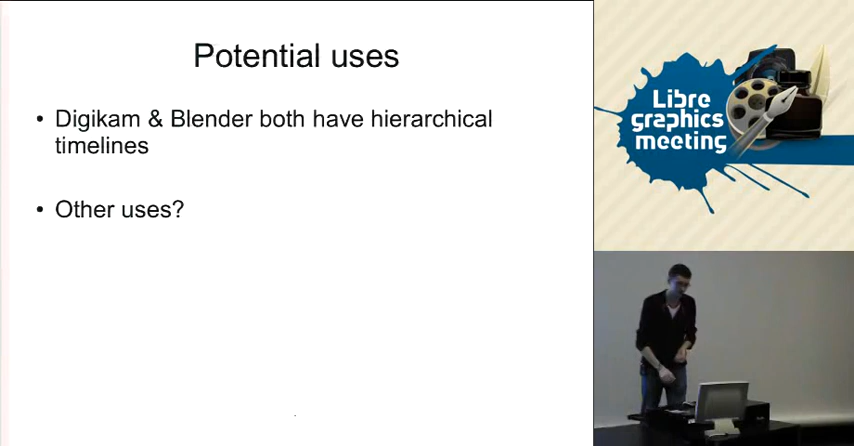 Potential uses
• Digikam & Blender both have hierarchical
timelines
• Other uses?
Libre
graphics
meeting